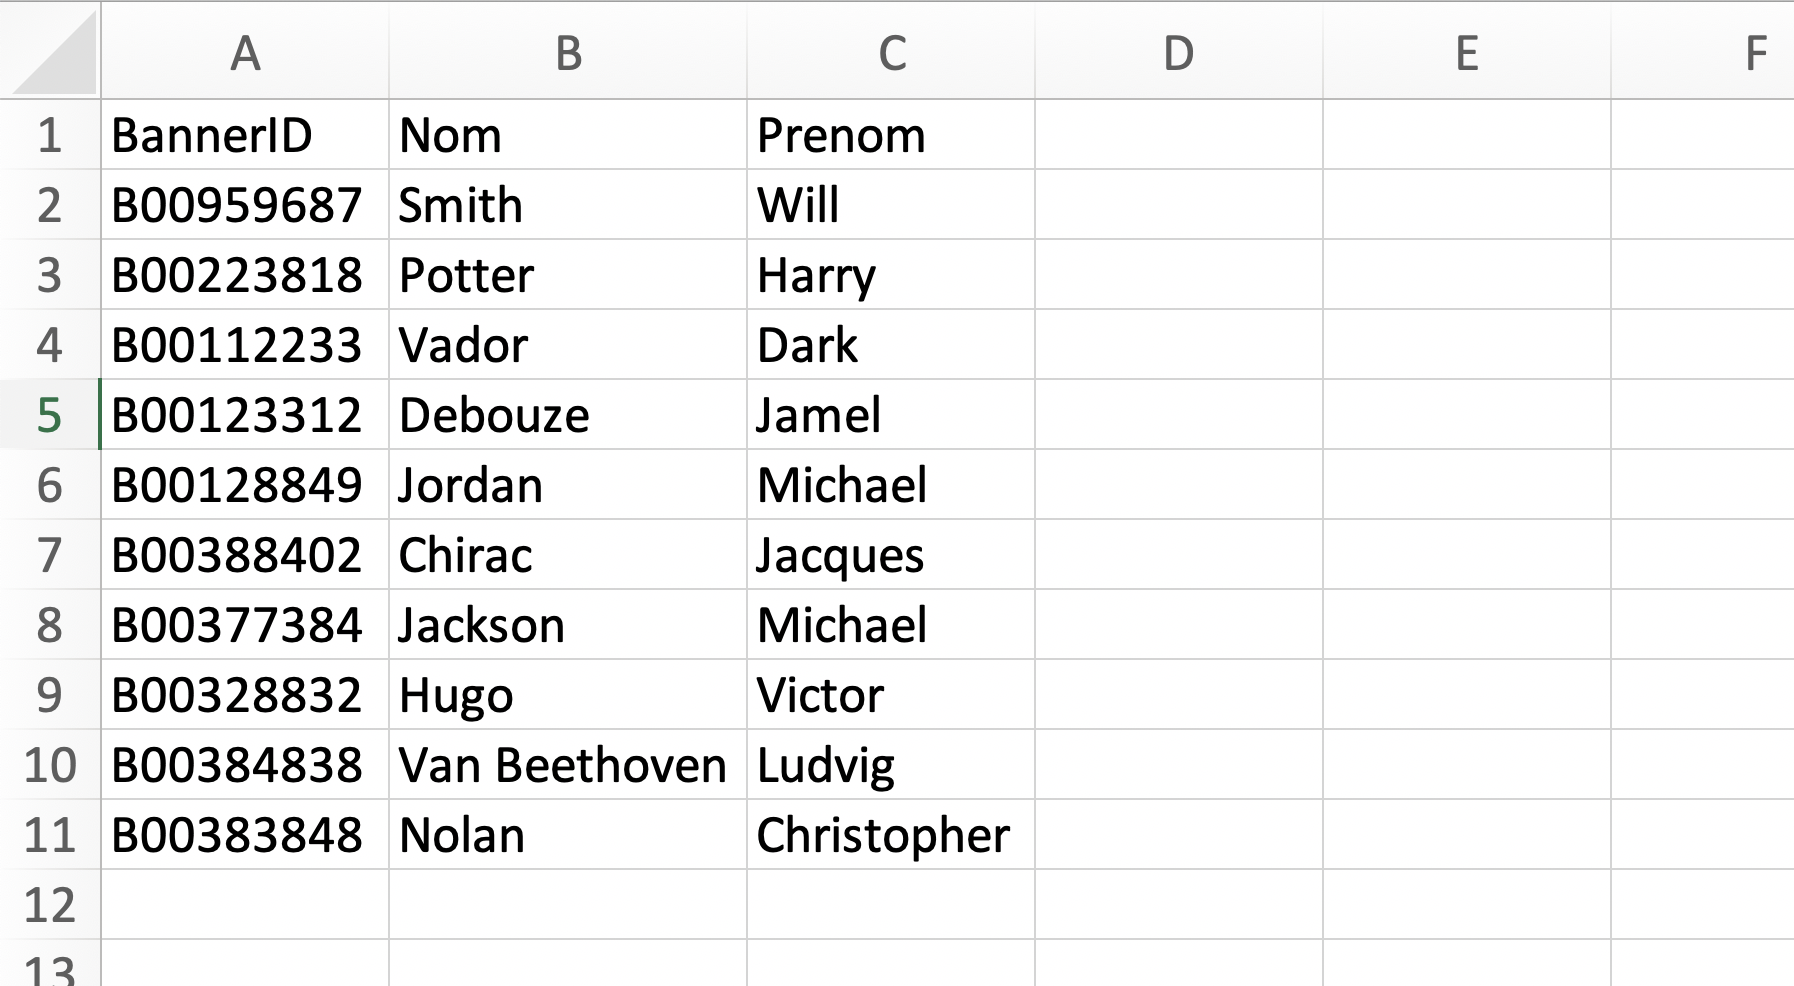 A B C D E F
1 BannerID Nom Prenom
2 B00959687 Smith Will
3 B00223818 Potter Harry
4 B00112233 Vador Dark
5 B00123312 Debouze Jamel
6 B00128849 Jordan Michael
7 B00388402 Chirac Jacques
8 B00377384 Jackson Michael
9 B00328832 Hugo Victor
10 B00384838 Van Beethoven Ludvig
11 B00383848 Nolan Christopher
12
13